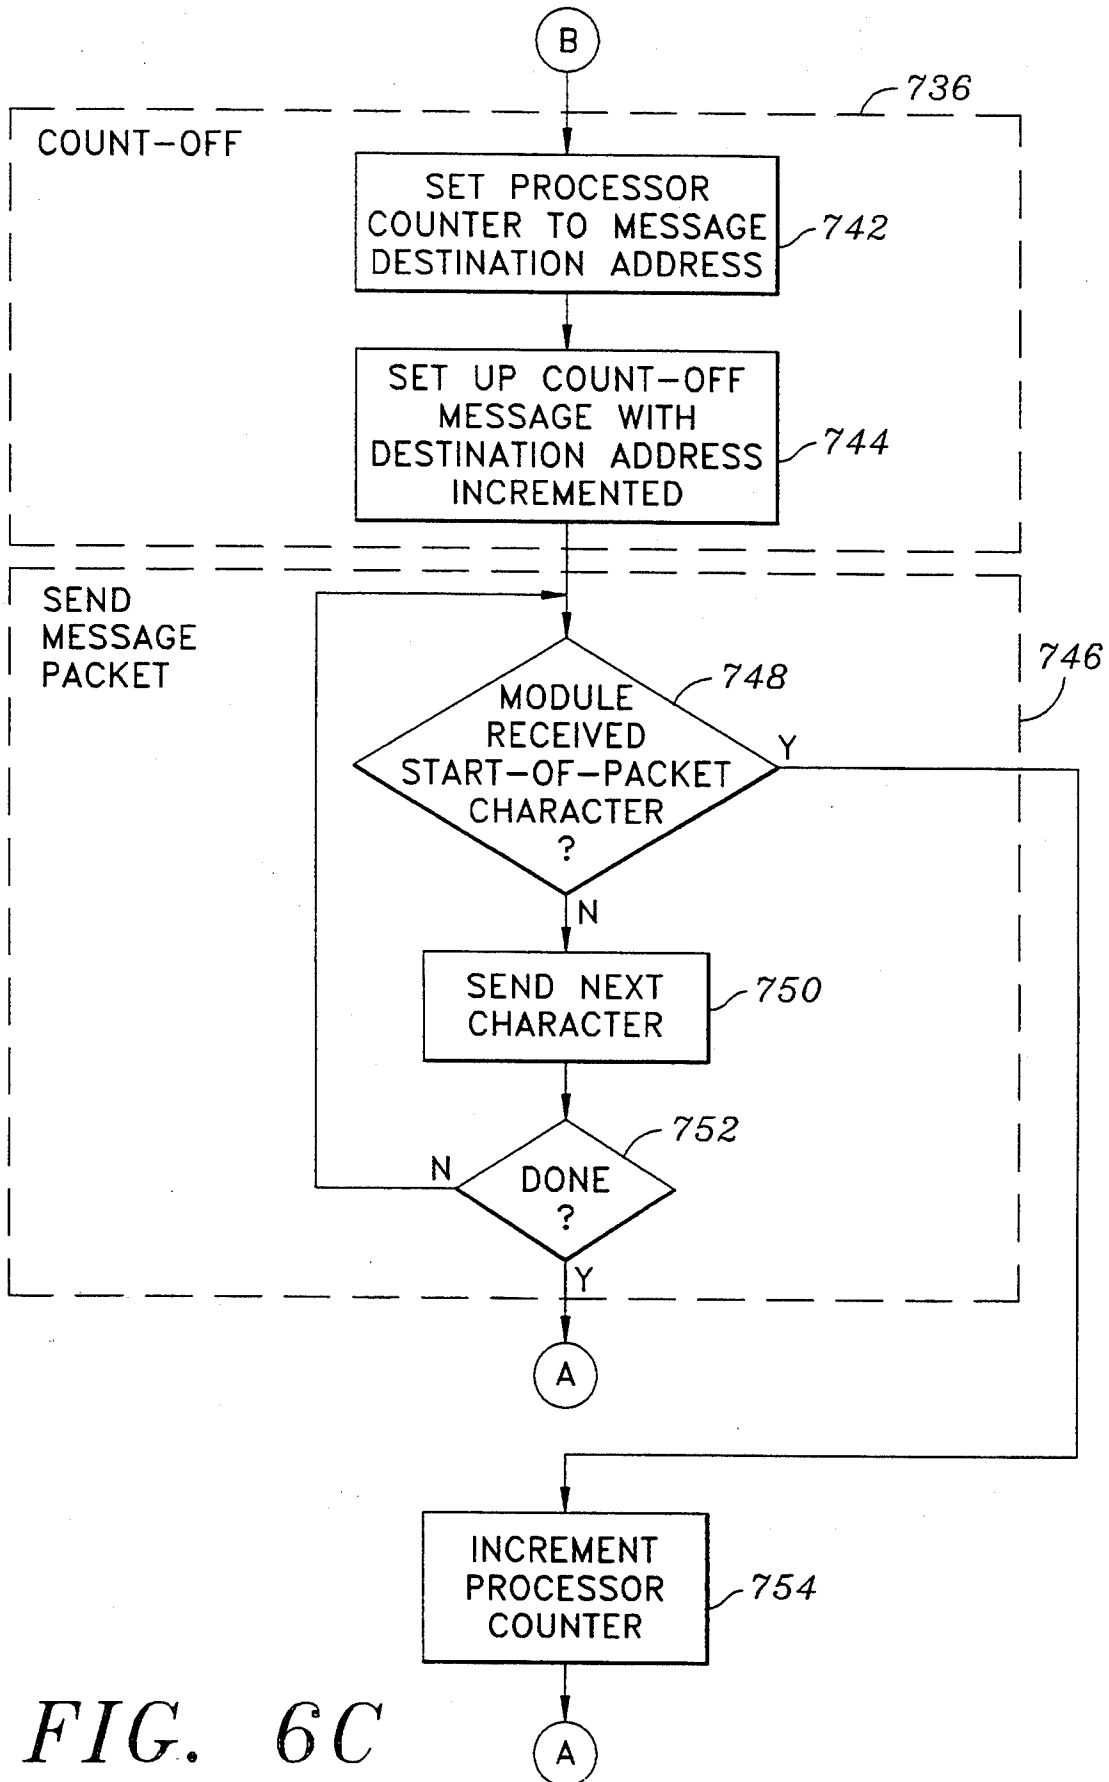 B
736
COUNT-OFF
SET PROCESSOR
COUNTER TO MESSAGE
DESTINATION ADDRESS
742
SET UP COUNT-OFF
MESSAGE WITH
DESTINATION ADDRESS
INCREMENTED
744
SEND
MESSAGE
PACKET
746
748
MODULE
RECEIVED
START-OF-PACKET
CHARACTER
?
Y
N
SEND NEXT
CHARACTER
750
752
N
DONE
?
Y
A
INCREMENT
PROCESSOR
COUNTER
754
A
FIG. 6C